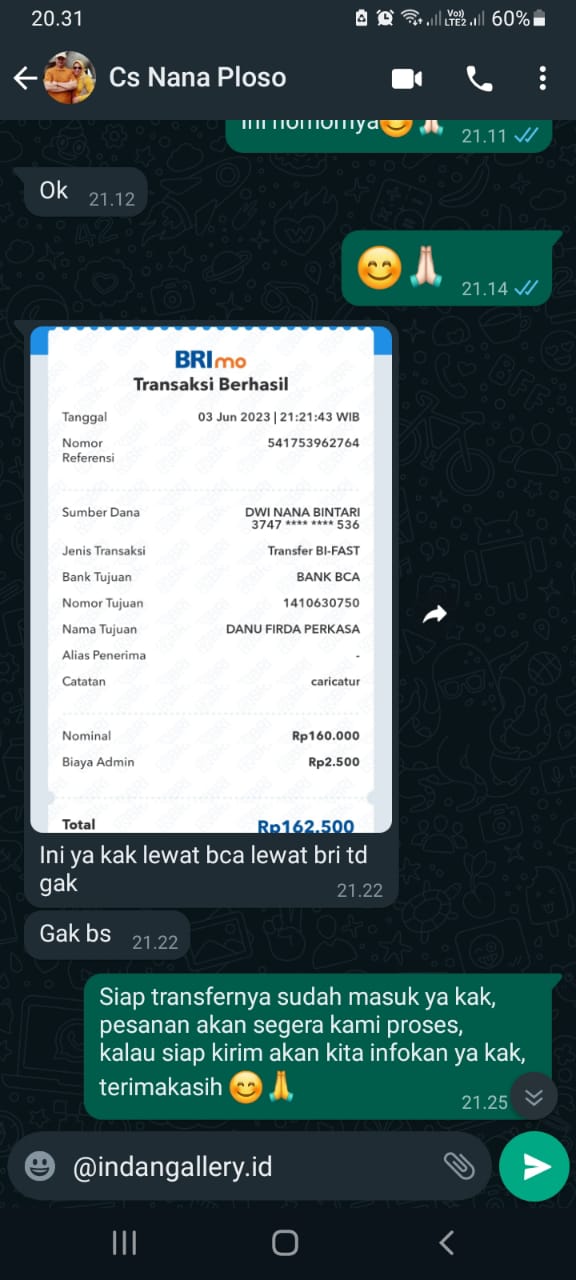 20.31
Vo))
LTE2
60%
Cs Nana Ploso
ini nomornya😊🙏🏻 21.11
Ok 21.12
😊🙏🏻 21.14
BRImo
Transaksi Berhasil
Tanggal 03 Jun 2023 | 21:21:43 WIB
Nomor Referensi 541753962764
Sumber Dana DWI NANA BINTARI
3747 **** **** 536
Jenis Transaksi Transfer BI-FAST
Bank Tujuan BANK BCA
Nomor Tujuan 1410630750
Nama Tujuan DANU FIRDA PERKASA
Alias Penerima -
Catatan caricatur
Nominal Rp160.000
Biaya Admin Rp2.500
Total Rp162.500
Ini ya kak lewat bca lewat bri td
gak 21.22
Gak bs 21.22
Siap transfernya sudah masuk ya kak,
pesanan akan segera kami proses,
kalau siap kirim akan kita infokan ya kak,
terimakasih 😊🙏 21.25
@indangallery.id